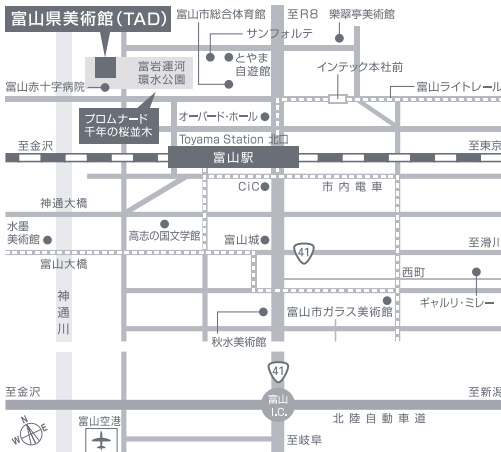 富山県美術館(TAD)
富山市総合体育館
至R8
樂翠亭美術館
サンフォルテ
とやま
自遊館
富岩運河
環水公園
インテック本社前
富山赤十字病院
富山ライトレール
プロムナード
千年の桜並木
オーバード・ホール
Toyama Station 北口
至金沢
富山駅
至東京
CiC
市内電車
神通大橋
水墨
美術館
高志の国文学館
富山城
41
至滑川
富山大橋
西町
神通川
富山市ガラス美術館
ギャルリ・ミレー
秋水美術館
41
至金沢
富山
I.C.
至新潟
北陸自動車道
N
W
E
S
富山空港
至岐阜